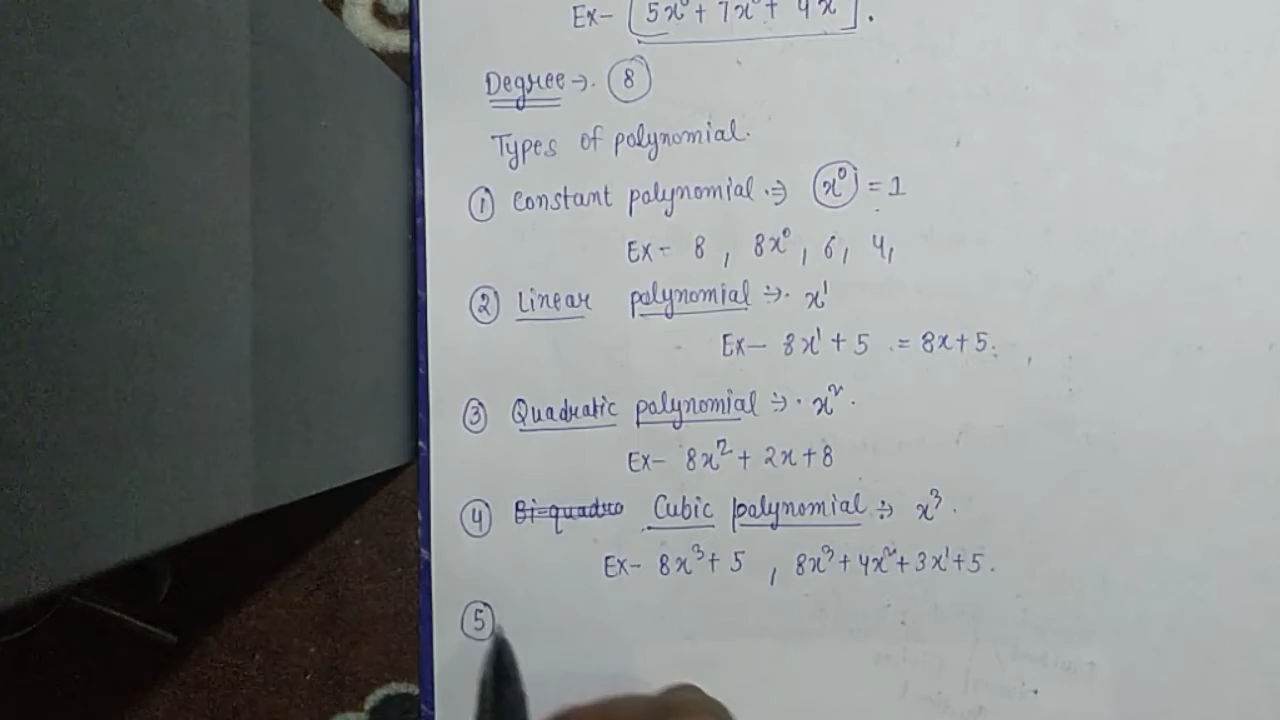 Ex- 5x + 7x + 4x.
Degree → 8
Types of polynomial.
① Constant polynomial ⇒ x⁰ = 1
Ex- 8, 8x⁰, 6, 4,
② Linear polynomial ÷ x¹
Ex- 8x¹ + 5 = 8x+5.
③ Quadratic polynomial ÷ x².
Ex- 8x² + 2x + 8
④ Bi-quadra Cubic polynomial ÷ x³.
Ex- 8x³ + 5, 8x³ + 4x² + 3x¹ + 5.
⑤